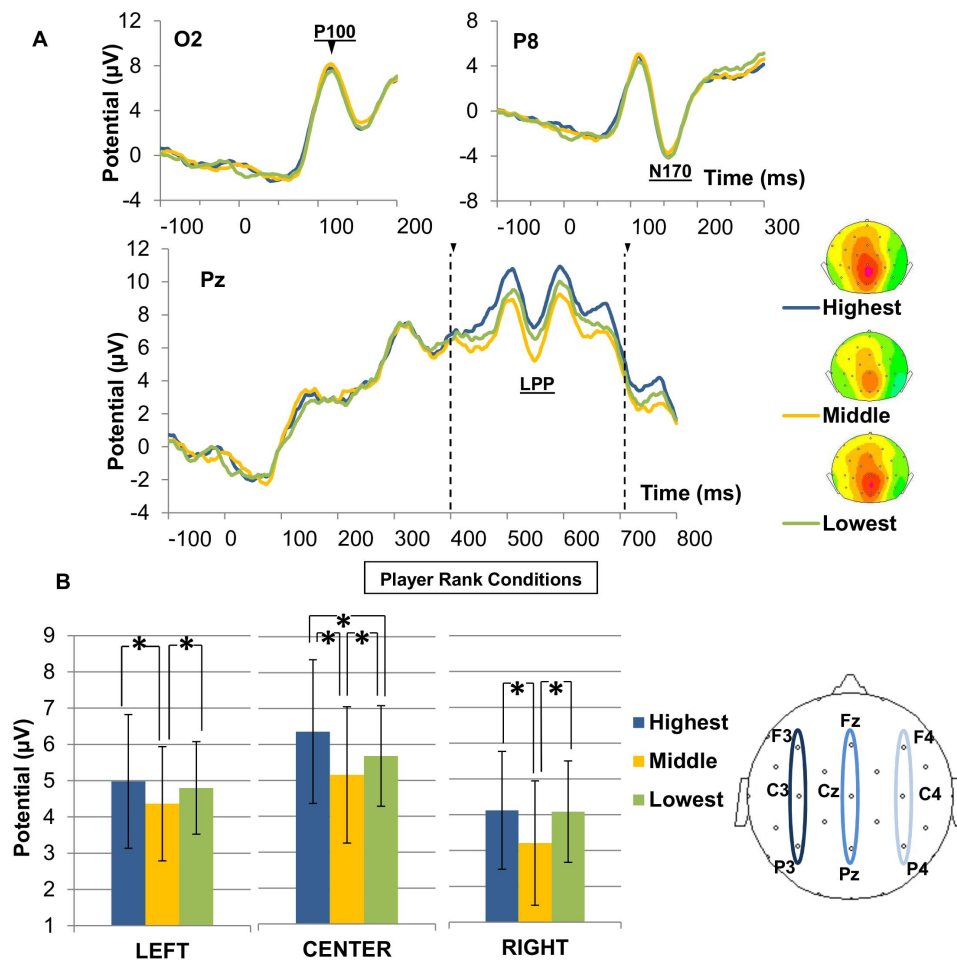 A
O2
P100
Potential (µV)
12
8
4
0
-4
-100 0 100 200
P8
N170
Time (ms)
8
4
0
-4
-8
-100 0 100 200 300
Pz
LPP
Potential (µV)
Time (ms)
12
10
8
6
4
2
0
-2
-4
-100 0 100 200 300 400 500 600 700 800
Highest
Middle
Lowest
Player Rank Conditions
B
Potential (µV)
9
8
7
6
5
4
3
2
1
* *
* * *
* *
LEFT CENTER RIGHT
Highest
Middle
Lowest
F3 Fz F4
C3 Cz C4
P3 Pz P4